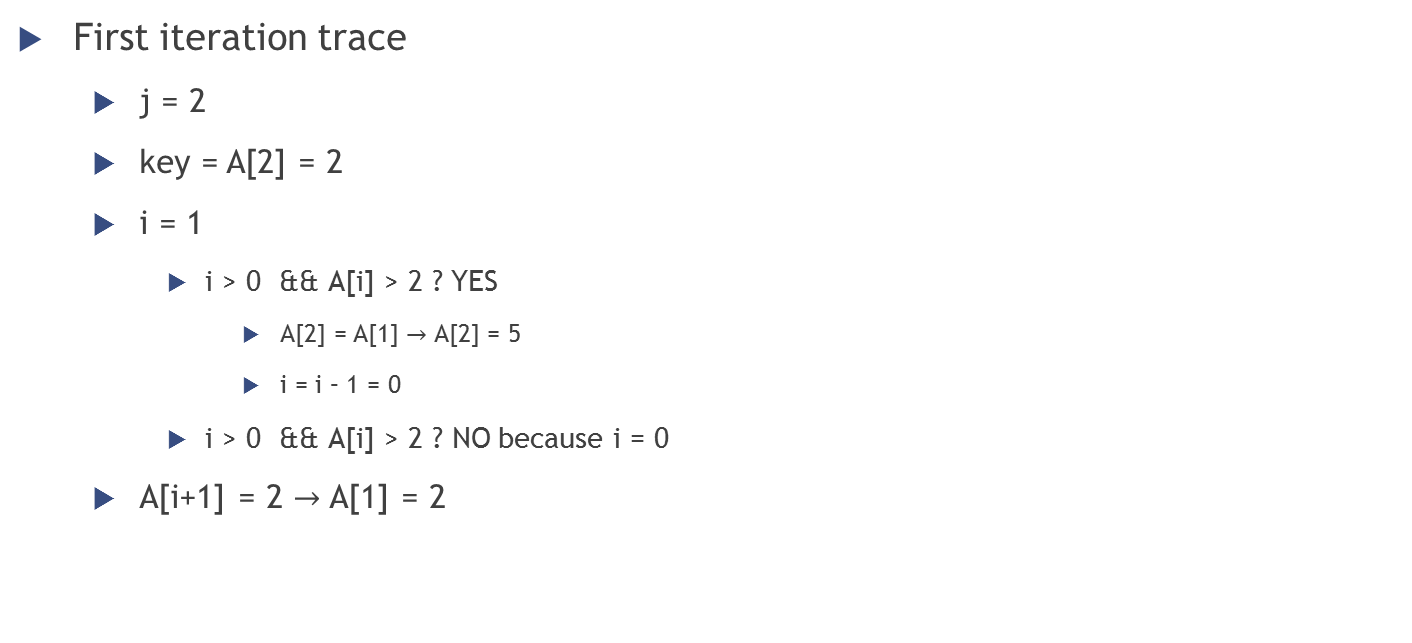 First iteration trace
j = 2
key = A[2] = 2
i = 1
i > 0 && A[i] > 2 ? YES
A[2] = A[1] → A[2] = 5
i = i - 1 = 0
i > 0 && A[i] > 2 ? NO because i = 0
A[i+1] = 2 → A[1] = 2